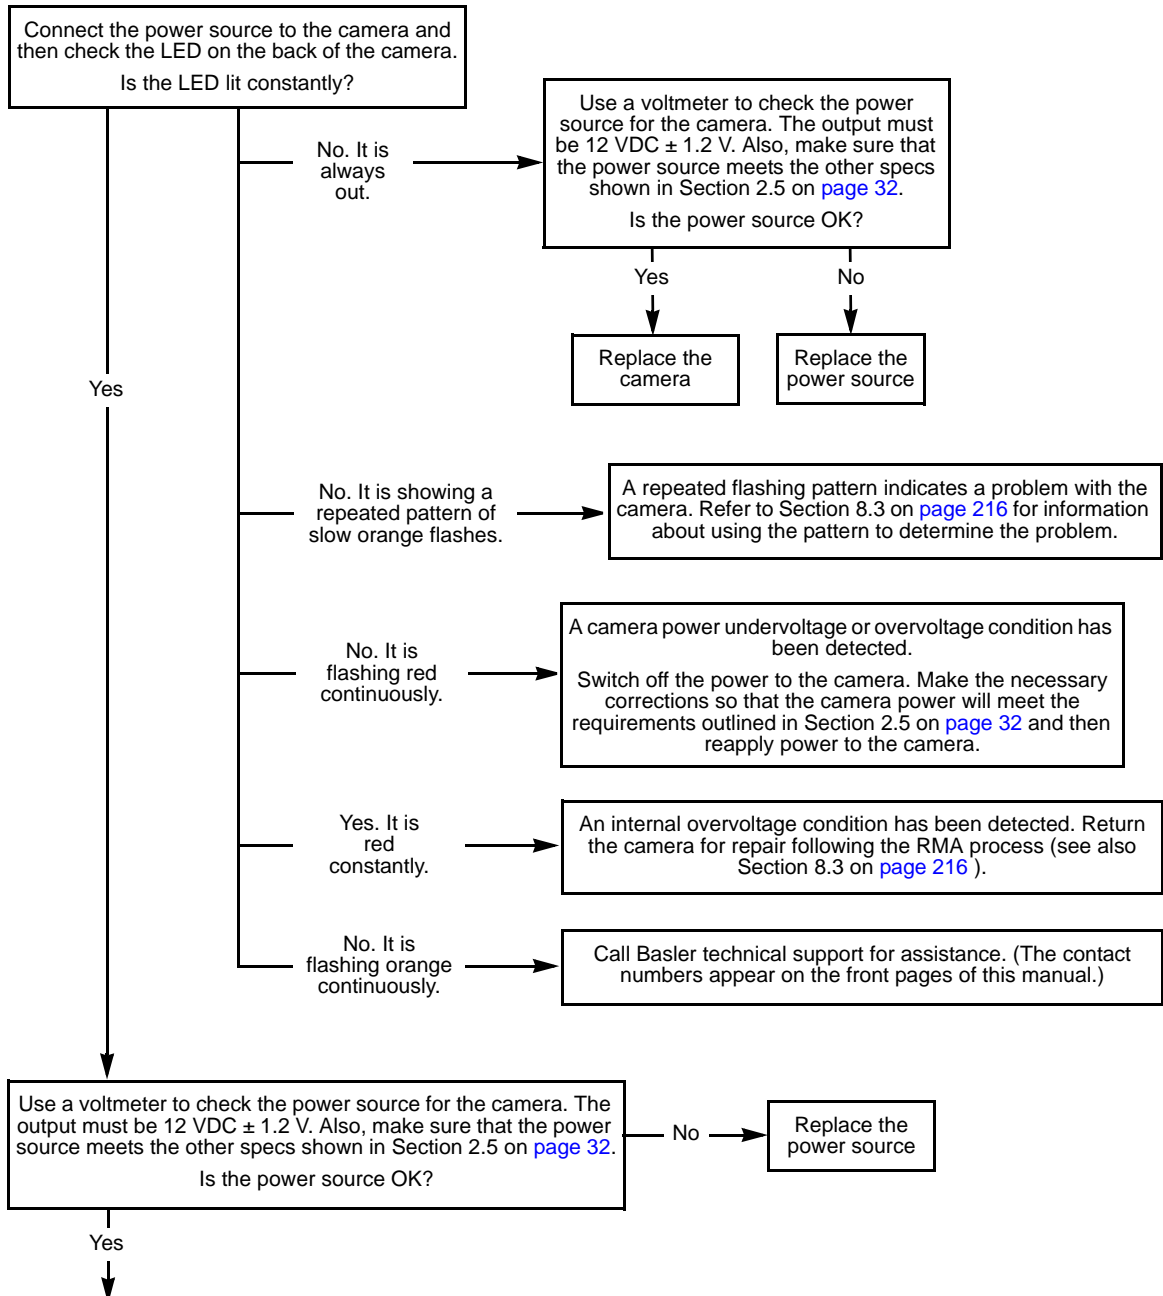 Connect the power source to the camera and
then check the LED on the back of the camera.
Is the LED lit constantly?
No. It is
always
out.
Use a voltmeter to check the power
source for the camera. The output must
be 12 VDC ± 1.2 V. Also, make sure that
the power source meets the other specs
shown in Section 2.5 on page 32.
Is the power source OK?
Yes
No
Replace the
camera
Replace the
power source
Yes
No. It is showing a
repeated pattern of
slow orange flashes.
A repeated flashing pattern indicates a problem with the
camera. Refer to Section 8.3 on page 216 for information
about using the pattern to determine the problem.
No. It is
flashing red
continuously.
A camera power undervoltage or overvoltage condition has
been detected.
Switch off the power to the camera. Make the necessary
corrections so that the camera power will meet the
requirements outlined in Section 2.5 on page 32 and then
reapply power to the camera.
Yes. It is
red
constantly.
An internal overvoltage condition has been detected. Return
the camera for repair following the RMA process (see also
Section 8.3 on page 216 ).
No. It is
flashing orange
continuously.
Call Basler technical support for assistance. (The contact
numbers appear on the front pages of this manual.)
Use a voltmeter to check the power source for the camera. The
output must be 12 VDC ± 1.2 V. Also, make sure that the power
source meets the other specs shown in Section 2.5 on page 32.
Is the power source OK?
No
Replace the
power source
Yes